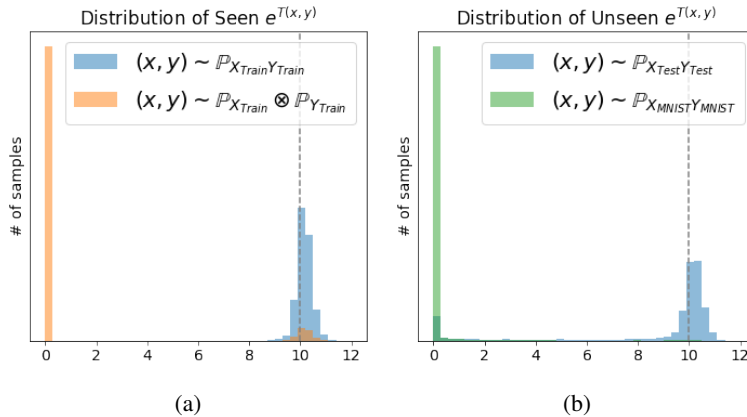 Distribution of Seen e^{T(x, y)}
(x, y) ~ ℙ_{X_{Train}Y_{Train}}
(x, y) ~ ℙ_{X_{Train}} ⊗ ℙ_{Y_{Train}}
# of samples
0 2 4 6 8 10 12
(a)
Distribution of Unseen e^{T(x, y)}
(x, y) ~ ℙ_{X_{Test}Y_{Test}}
(x, y) ~ ℙ_{X_{MNIST}Y_{MNIST}}
# of samples
0 2 4 6 8 10 12
(b)